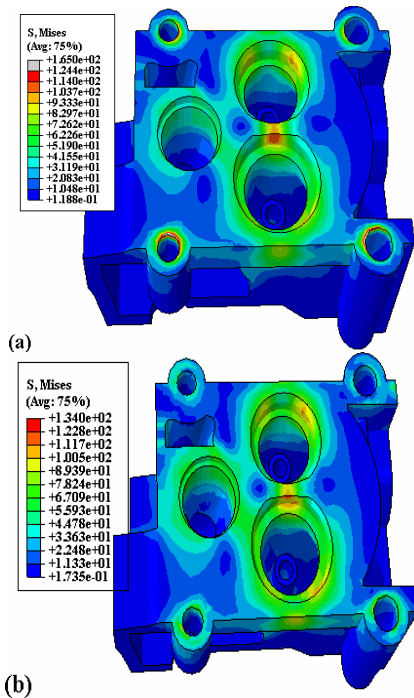 S, Mises
(Avg: 75%)
+1.650e+02
+1.244e+02
+1.140e+02
+1.037e+02
+9.333e+01
+8.297e+01
+7.262e+01
+6.226e+01
+5.190e+01
+4.155e+01
+3.119e+01
+2.083e+01
+1.048e+01
+1.188e-01
(a)
S, Mises
(Avg: 75%)
+1.340e+02
+1.228e+02
+1.117e+02
+1.005e+02
+8.939e+01
+7.824e+01
+6.709e+01
+5.593e+01
+4.478e+01
+3.363e+01
+2.248e+01
+1.133e+01
+1.735e-01
(b)